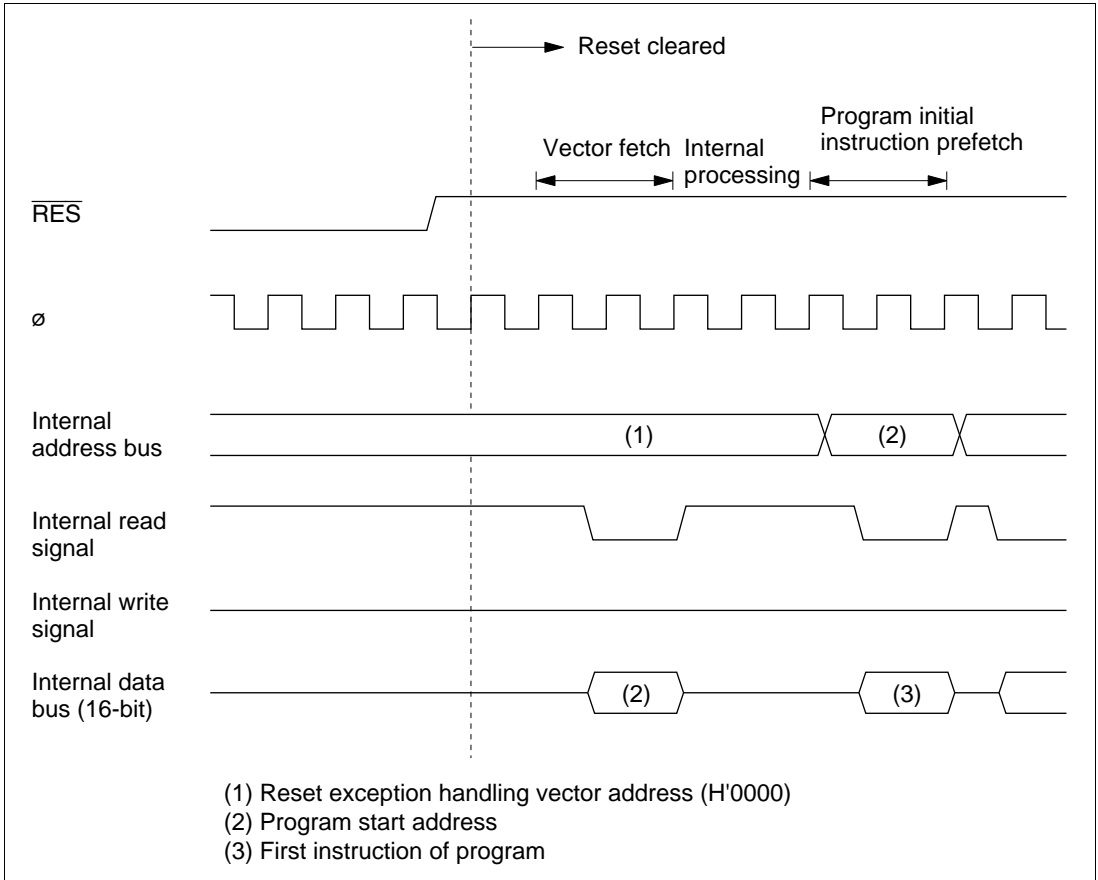 Reset cleared
Program initial
instruction prefetch
Vector fetch
Internal
processing
RES
ø
Internal
address bus
(1)
(2)
Internal read
signal
Internal write
signal
Internal data
bus (16-bit)
(2)
(3)
(1) Reset exception handling vector address (H'0000)
(2) Program start address
(3) First instruction of program